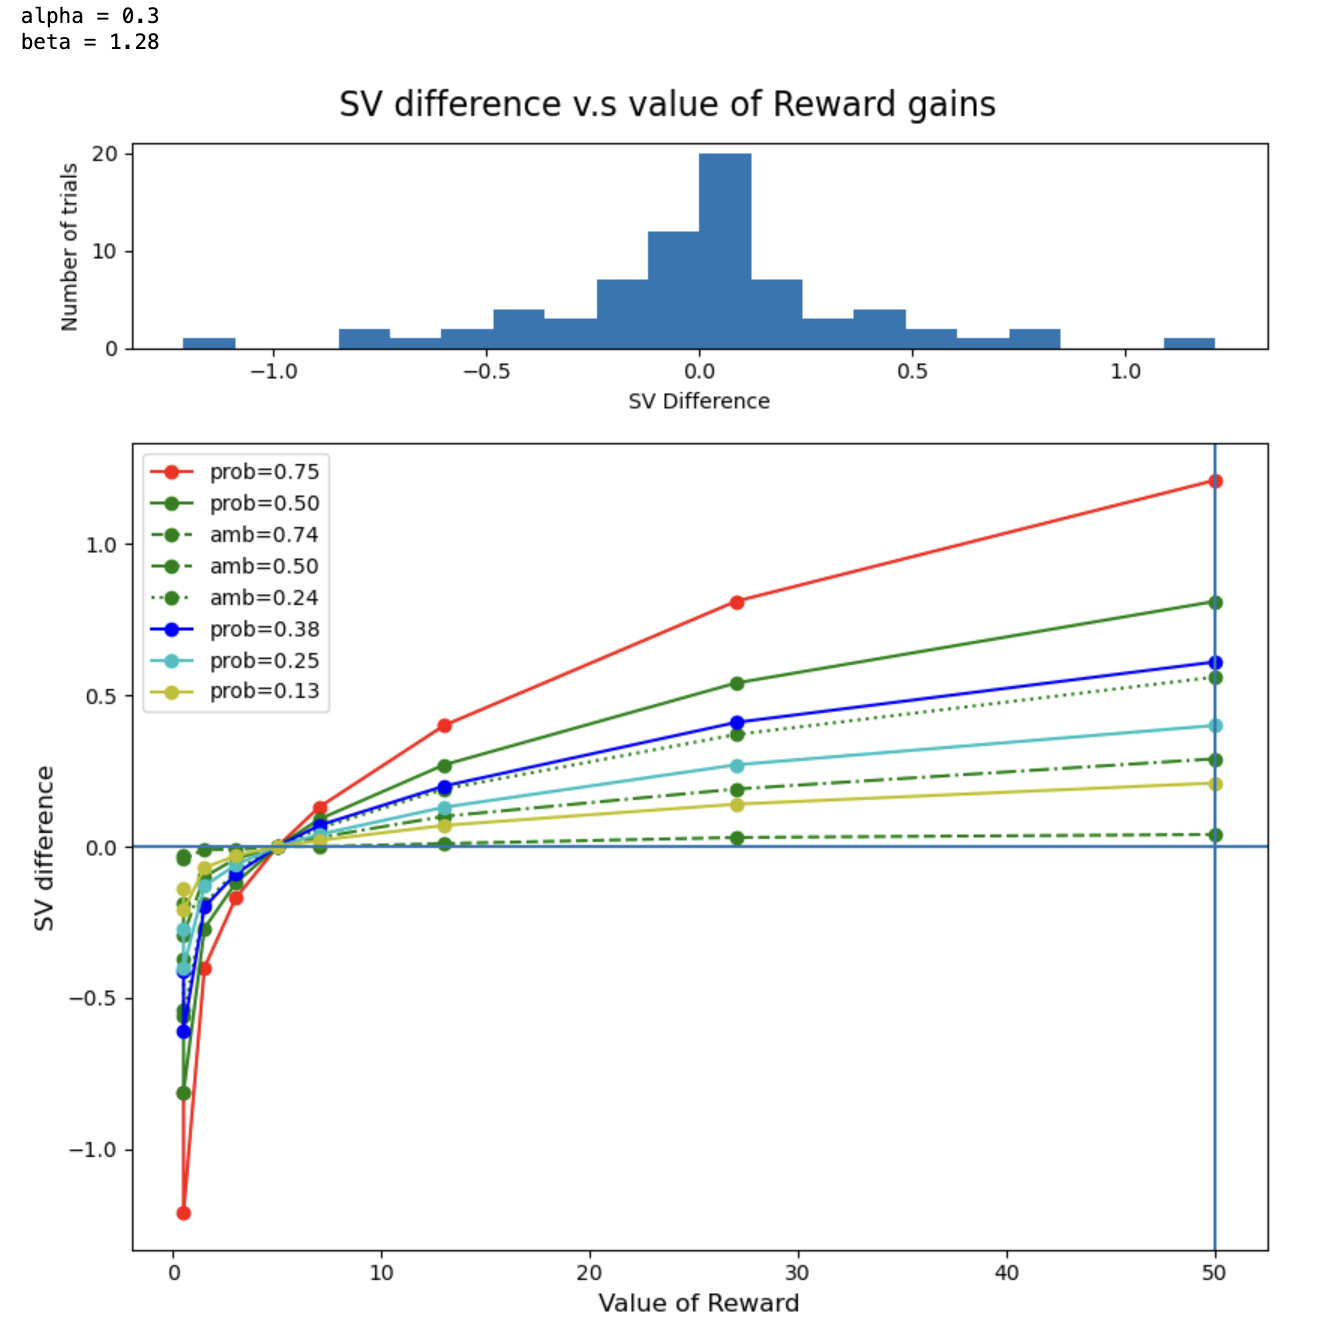 alpha = 0.3
beta = 1.28
SV difference v.s value of Reward gains
Number of trials
20
10
0
−1.0 −0.5 0.0 0.5 1.0
SV Difference
prob=0.75
prob=0.50
amb=0.74
amb=0.50
amb=0.24
prob=0.38
prob=0.25
prob=0.13
SV difference
1.0
0.5
0.0
−0.5
−1.0
0 10 20 30 40 50
Value of Reward